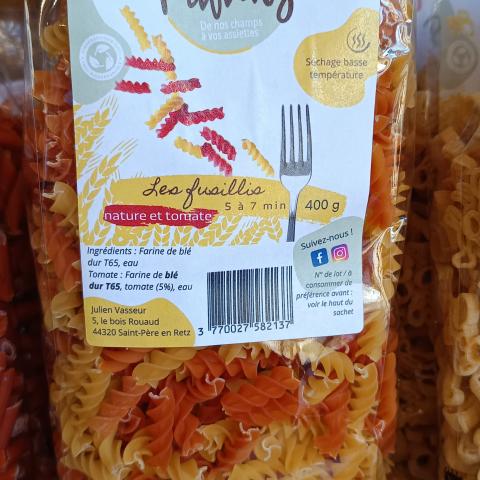 De nos champs
à vos assiettes
Séchage basse
température
Les fusillis
nature et tomate
5 à 7 min
400 g
Ingrédients : Farine de blé
dur T65, eau
Tomate : Farine de blé
dur T65, tomate (5%), eau
Julien Vasseur
5, le bois Rouaud
44320 Saint-Père en Retz
3 770027 582137
Suivez-nous !
N° de lot / à
consommer de
préférence avant :
voir le haut du
sachet